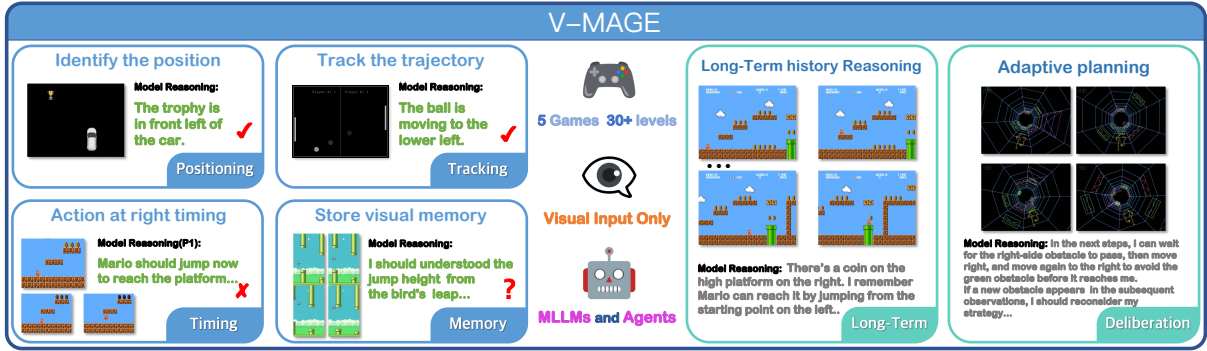 V-MAGE
Identify the position
Model Reasoning:
The trophy is
in front left of
the car.
Positioning
Track the trajectory
Model Reasoning:
The ball is
moving to the
lower left.
Tracking
Action at right timing
Model Reasoning(P1):
Mario should jump now
to reach the platform...
Timing
Store visual memory
Model Reasoning:
I should understood the
jump height from
the bird's leap...
?
Memory
5 Games 30+ levels
Visual Input Only
MLLMs and Agents
Long-Term history Reasoning
Model Reasoning: There's a coin on the
high platform on the right. I remember
Mario can reach it by jumping from the
starting point on the left..
Long-Term
Adaptive planning
Model Reasoning: In the next steps, I can wait
for the right-side obstacle to pass, then move
right, and move again to the right to avoid the
green obstacle before it reaches me.
If a new obstacle appears in the subsequent
observations, I should reconsider my
strategy...
Deliberation